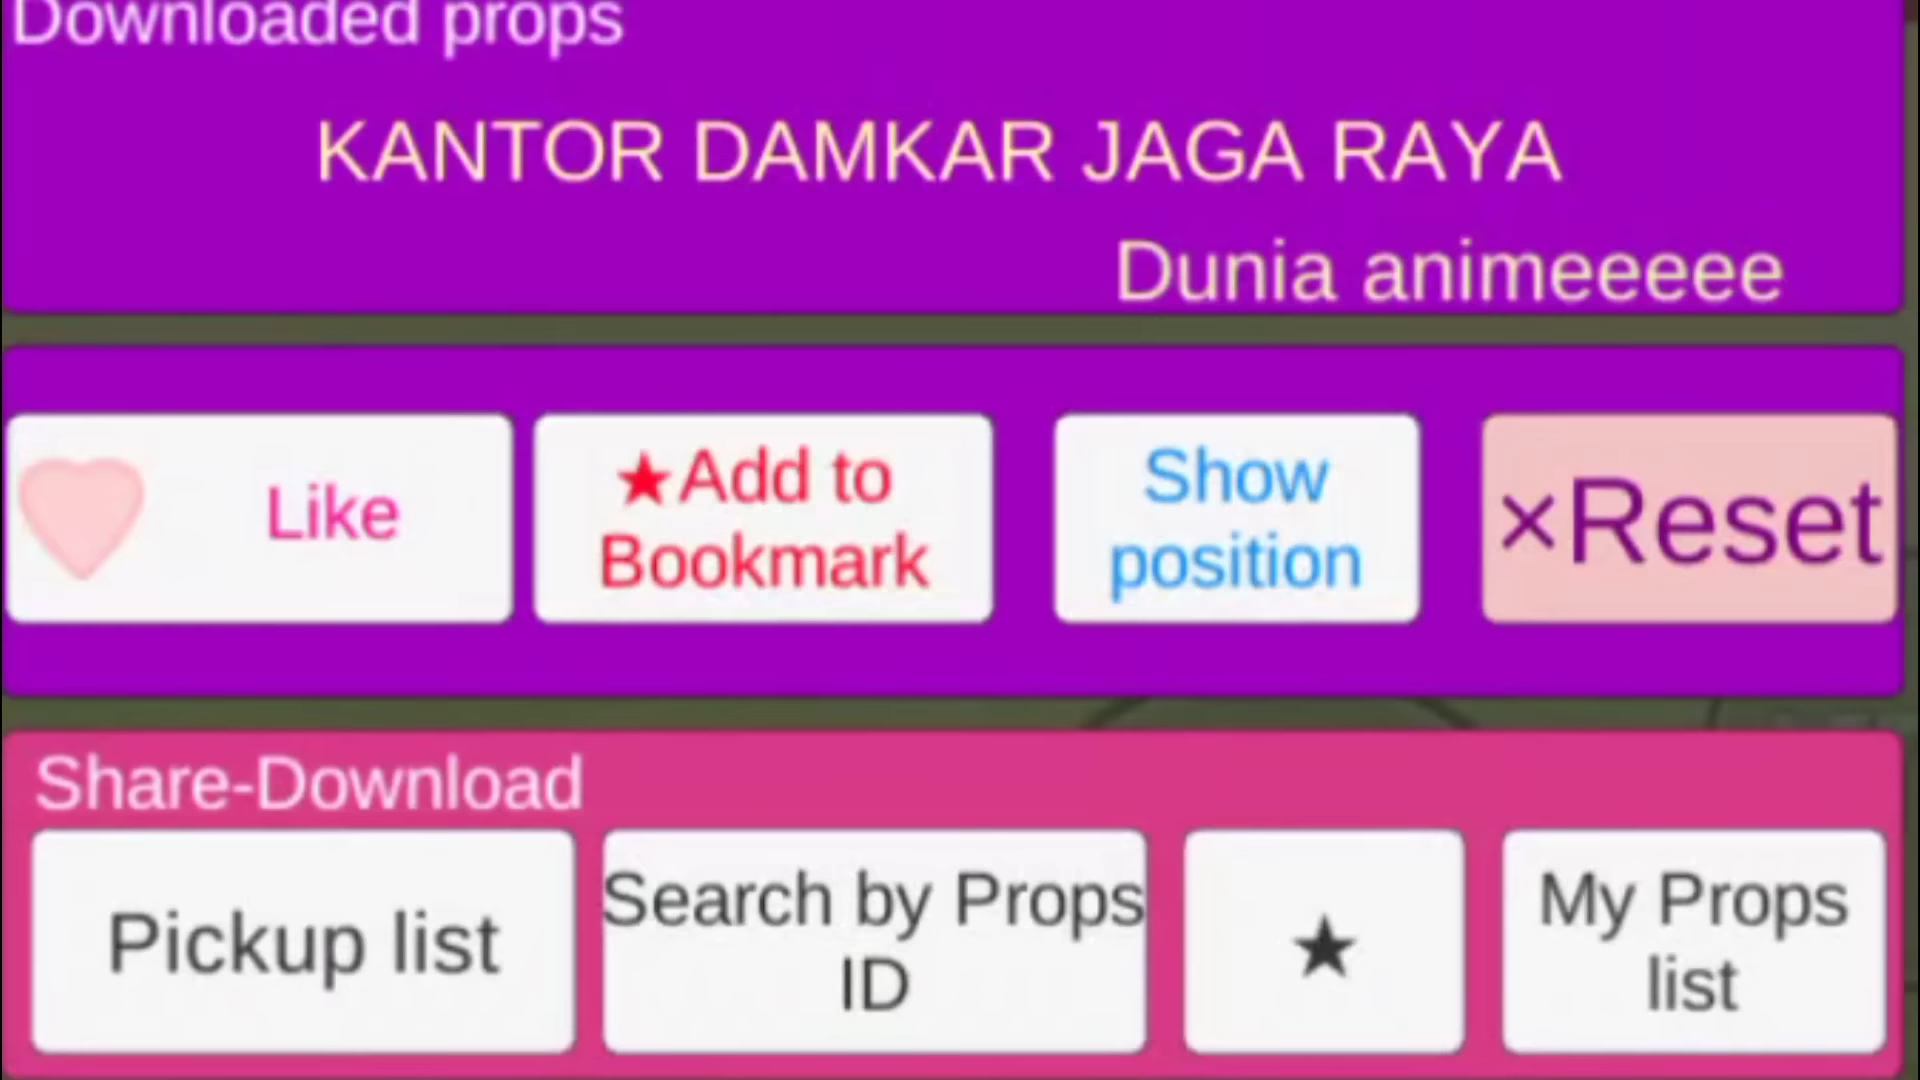 Downloaded props
KANTOR DAMKAR JAGA RAYA
Dunia animeeeee
Like
★Add to
Bookmark
Show
position
×Reset
Share-Download
Pickup list
Search by Props
ID
★
My Props
list